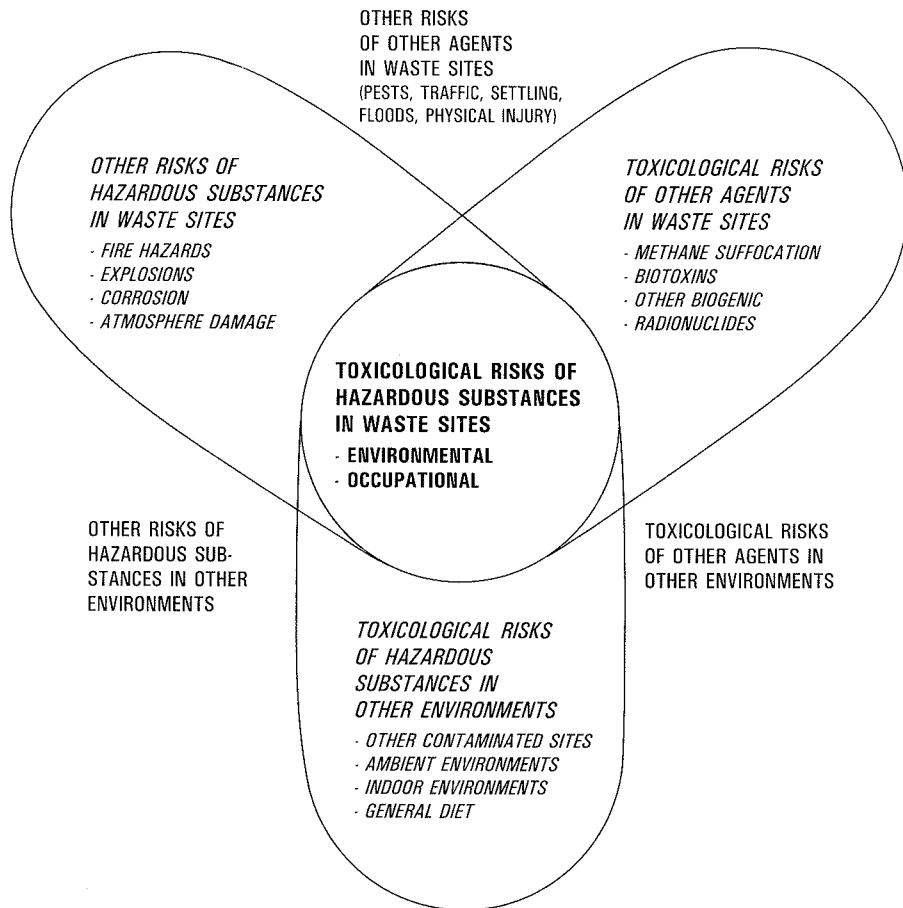 OTHER RISKS
OF OTHER AGENTS
IN WASTE SITES
(PESTS, TRAFFIC, SETTLING,
FLOODS, PHYSICAL INJURY)
OTHER RISKS OF
HAZARDOUS SUBSTANCES
IN WASTE SITES
- FIRE HAZARDS
- EXPLOSIONS
- CORROSION
- ATMOSPHERE DAMAGE
TOXICOLOGICAL RISKS
OF OTHER AGENTS
IN WASTE SITES
- METHANE SUFFOCATION
- BIOTOXINS
- OTHER BIOGENIC
- RADIONUCLIDES
TOXICOLOGICAL RISKS OF
HAZARDOUS SUBSTANCES
IN WASTE SITES
- ENVIRONMENTAL
- OCCUPATIONAL
OTHER RISKS OF
HAZARDOUS SUB-
STANCES IN OTHER
ENVIRONMENTS
TOXICOLOGICAL RISKS
OF OTHER AGENTS IN
OTHER ENVIRONMENTS
TOXICOLOGICAL RISKS
OF HAZARDOUS
SUBSTANCES IN
OTHER ENVIRONMENTS
- OTHER CONTAMINATED SITES
- AMBIENT ENVIRONMENTS
- INDOOR ENVIRONMENTS
- GENERAL DIET